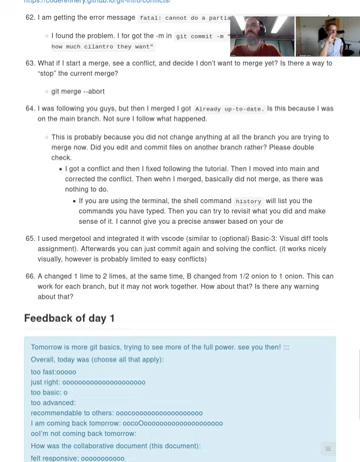 https://coderefinery.github.io/git-intro/conflicts/
62. I am getting the error message fatal: cannot do a partia
I found the problem. I forgot the -m in git commit -m "
how much cilantro they want"
63. What if I start a merge, see a conflict, and decide I don't want to merge yet? Is there a way to
"stop" the current merge?
git merge --abort
64. I was following you guys, but then I merged I got Already up-to-date. Is this because I was
on the main branch. Not sure I follow what happened.
This is probably because you did not change anything at all the branch you are trying to
merge now. Did you edit and commit files on another branch rather? Please double
check.
I got a conflict and then I fixed following the tutorial. Then I moved into main and
corrected the conflict. Then wehn I merged, basically did not merge, as there was
nothing to do.
If you are using the terminal, the shell command history will list you the
commands you have typed. Then you can try to revisit what you did and make
sense of it. I cannot give you a precise answer based on your de
65. I used mergetool and integrated it with vscode (similar to (optional) Basic-3: Visual diff tools
assignment). Afterwards you can just commit again and solving the conflict. (it works nicely
visually, however is probably limited to easy conflicts)
66. A changed 1 lime to 2 limes, at the same time, B changed from 1/2 onion to 1 onion. This can
work for each branch, but it may not work together. How about that? Is there any warning
about that?
Feedback of day 1
Tomorrow is more git basics, trying to see more of the full power. see you then! :::
Overall, today was (choose all that apply):
too fast:ooooo
just right: oooooooooooooooooooo
too basic: o
too advanced:
recommendable to others: ooocoooooooooooooooooo
I am coming back tomorrow: oocoOoooooooooooooooooooo
ooI'm not coming back tomorrow:
How was the collaborative document (this document):
felt responsive: ooooooooooo